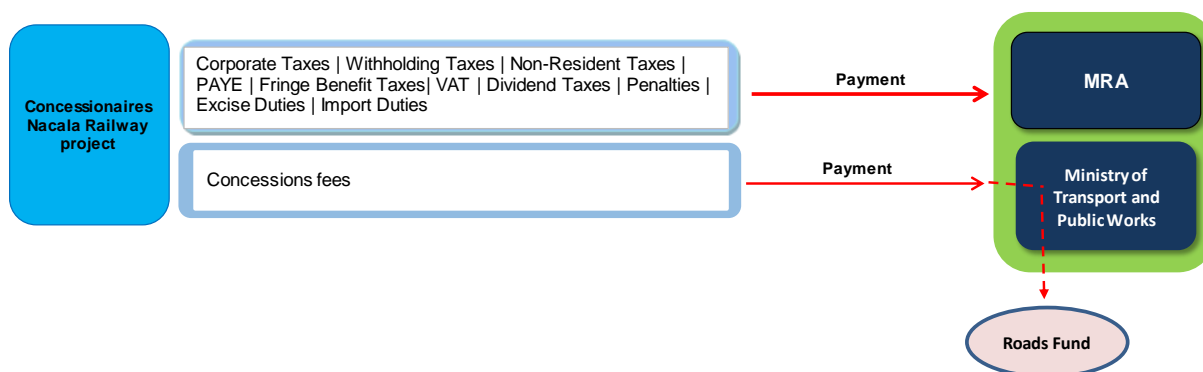 Concessionaires
Nacala Railway
project
Corporate Taxes | Withholding Taxes | Non-Resident Taxes |
PAYE | Fringe Benefit Taxes| VAT | Dividend Taxes | Penalties |
Excise Duties | Import Duties
Payment
MRA
Concessions fees
Payment
Ministry of
Transport and
Public Works
Roads Fund